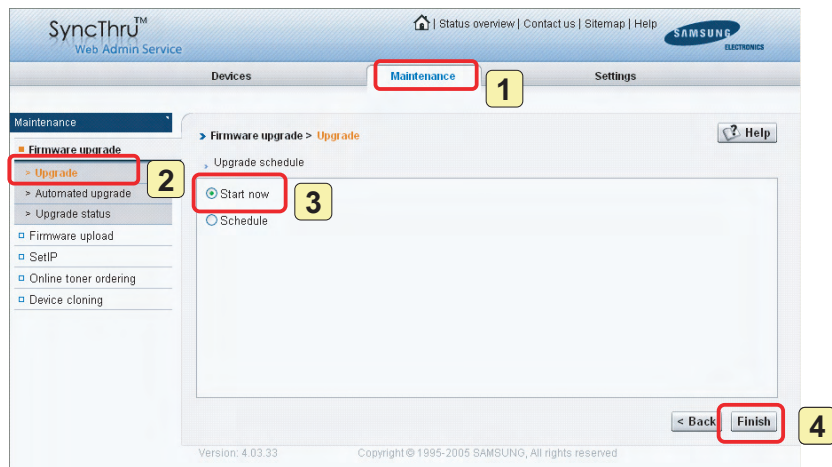 SyncThru™
Web Admin Service
| Status overview | Contact us | Sitemap | Help
SAMSUNG
ELECTRONICS
Devices
Maintenance
1
Settings
Maintenance
Firmware upgrade
> Upgrade
2
> Automated upgrade
> Upgrade status
Firmware upload
SetIP
Online toner ordering
Device cloning
Firmware upgrade > Upgrade
Help
Upgrade schedule
Start now
3
Schedule
< Back
Finish
4
Version: 4.03.33
Copyright © 1995-2005 SAMSUNG, All rights reserved